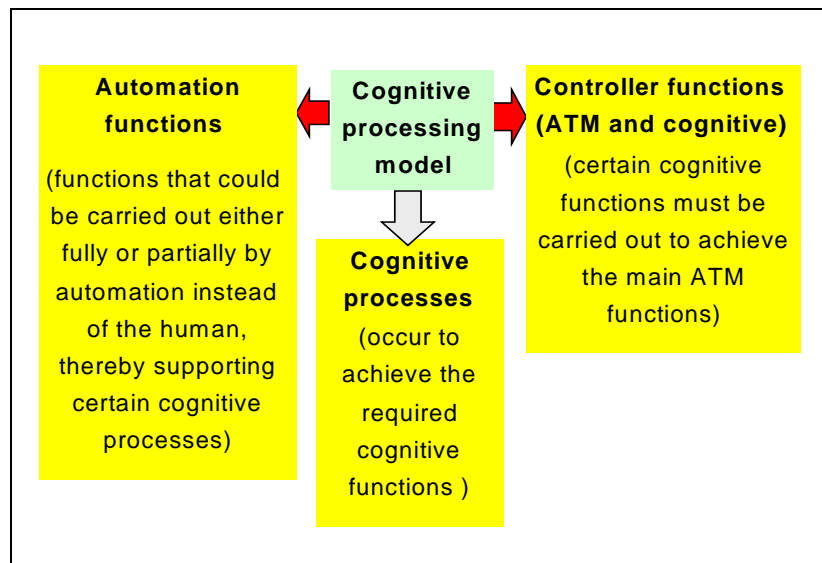 Automation
functions
(functions that could
be carried out either
fully or partially by
automation instead
of the human,
thereby supporting
certain cognitive
processes)
Cognitive
processing
model
Cognitive
processes
(occur to
achieve the
required
cognitive
functions )
Controller functions
(ATM and cognitive)
(certain cognitive
functions must be
carried out to achieve
the main ATM
functions)